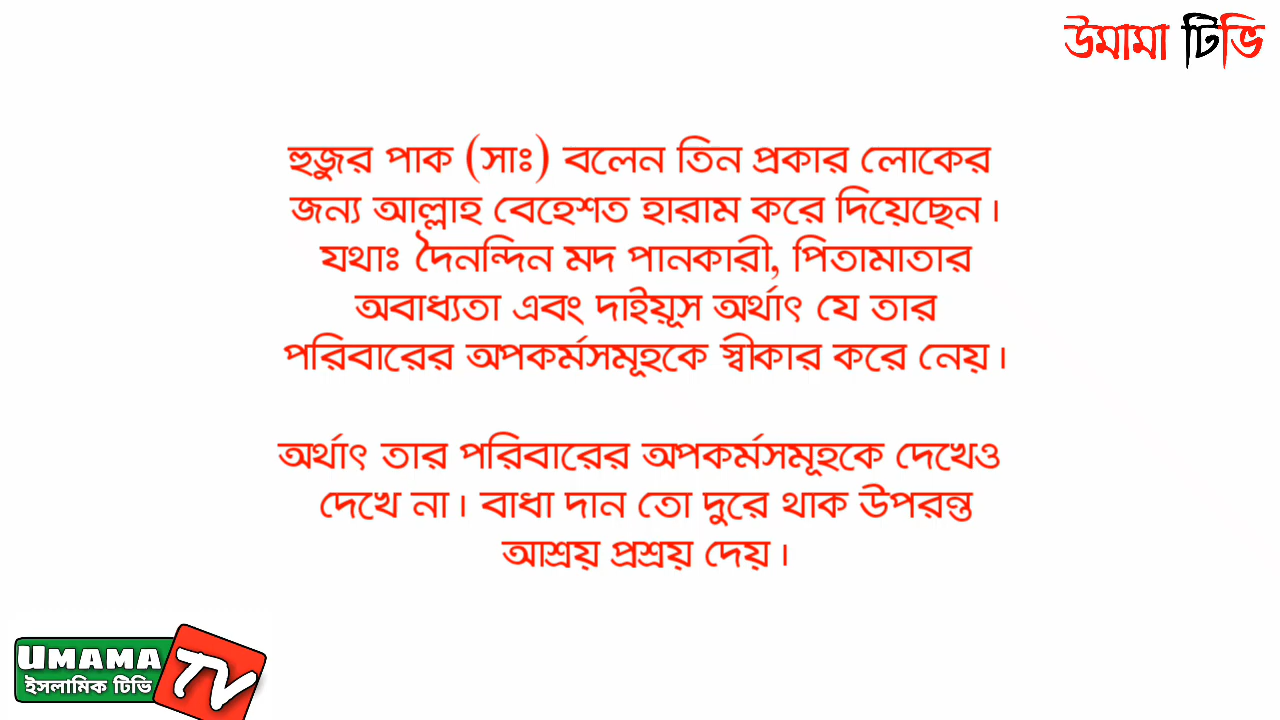 উমামা টিভি
হুজুর পাক (সাঃ) বলেন তিন প্রকার লোকের
জন্য আল্লাহ বেহেশত হারাম করে দিয়েছেন।
যথাঃ দৈনন্দিন মদ পানকারী, পিতামাতার
অবাধ্যতা এবং দাইয়ূস অর্থাৎ যে তার
পরিবারের অপকর্মসমূহকে স্বীকার করে নেয়।
অর্থাৎ তার পরিবারের অপকর্মসমূহকে দেখেও
দেখে না। বাধা দান তো দুরে থাক উপরন্তু
আশ্রয় প্রশ্রয় দেয়।
UMAMA TV
ইসলামিক টিভি